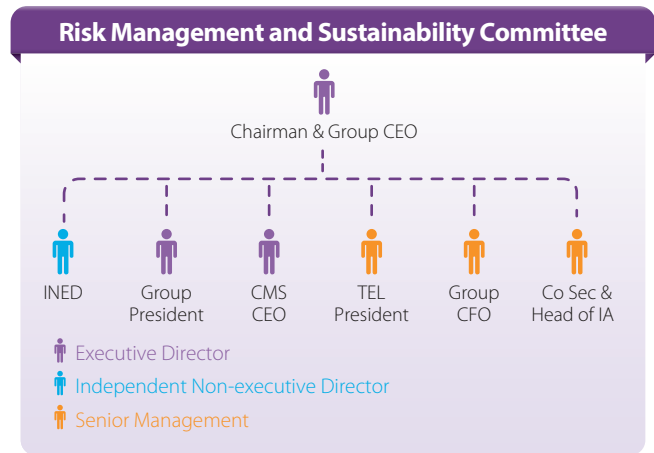 Risk Management and Sustainability Committee
Chairman & Group CEO
INED
Group
President
CMS
CEO
TEL
President
Group
CFO
Co Sec &
Head of IA
Executive Director
Independent Non-executive Director
Senior Management